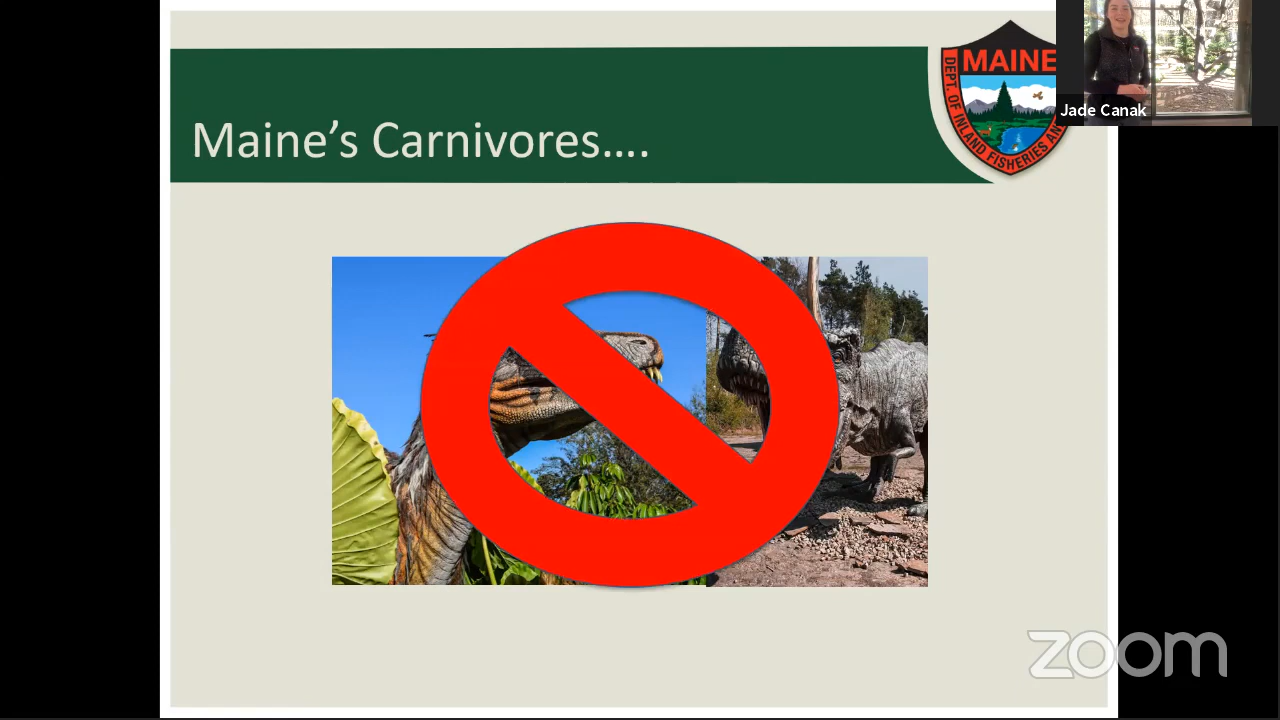 Maine's Carnivores....
MAINE
DEPT. OF INLAND FISHERIES AN
Jade Canak
zoom